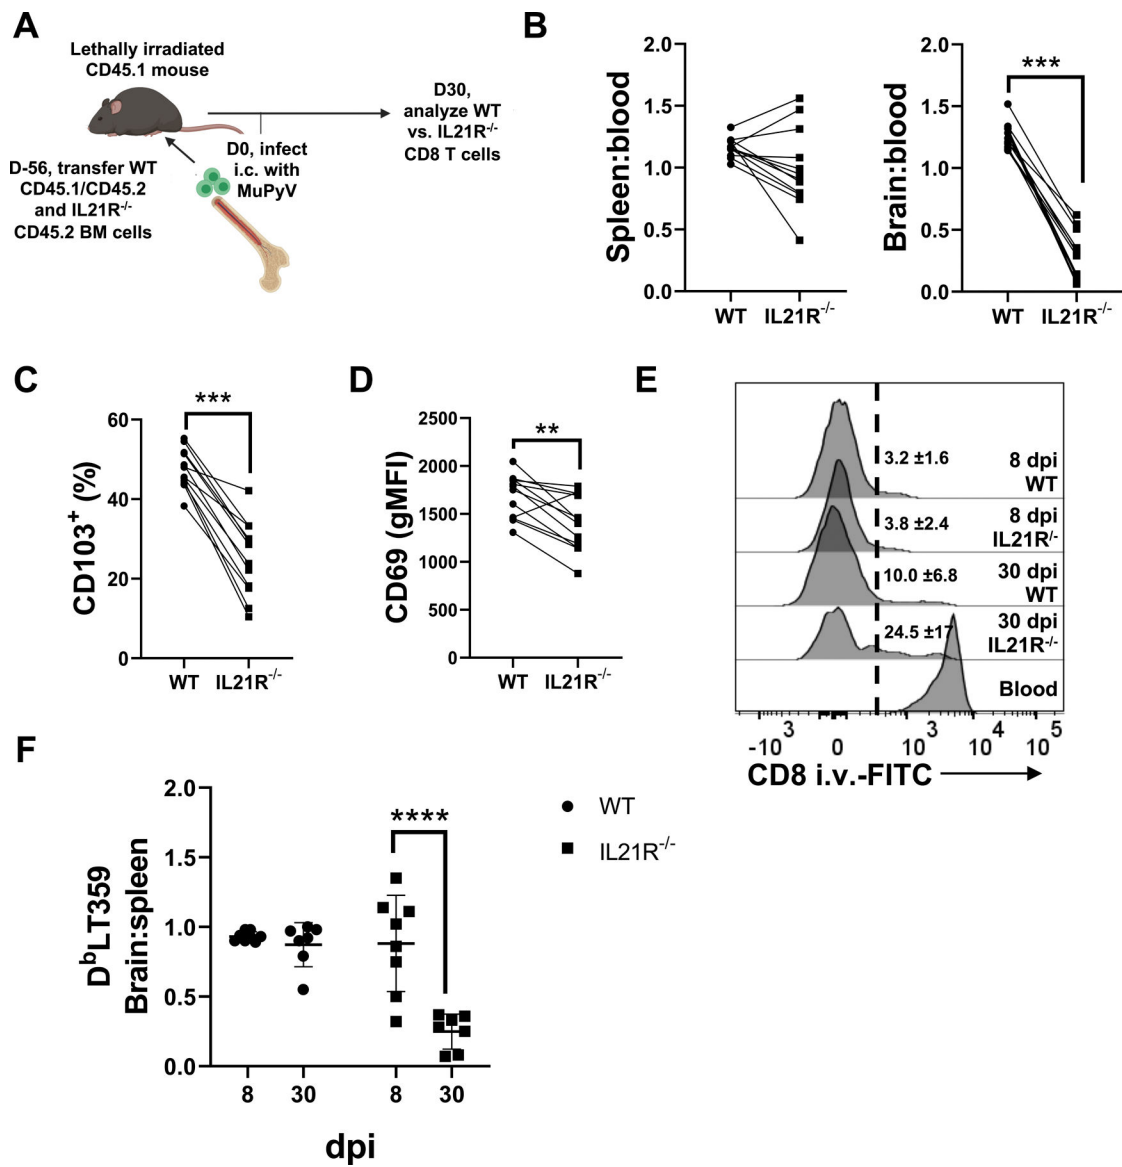 A
Lethally irradiated
CD45.1 mouse
D30,
analyze WT
vs. IL21R-/-
CD8 T cells
D-56, transfer WT
CD45.1/CD45.2
and IL21R-/-
CD45.2 BM cells
D0, infect
i.c. with
MuPyV
B
Spleen:blood
2.0
1.5
1.0
0.5
0.0
WT IL21R-/-
Brain:blood
2.0
1.5
1.0
0.5
0.0
***
WT IL21R-/-
C
CD103+ (%)
60
40
20
0
***
WT IL21R-/-
D
CD69 (gMFI)
2500
2000
1500
1000
500
0
**
WT IL21R-/-
E
3.2 ±1.6
8 dpi
WT
3.8 ±2.4
8 dpi
IL21R/-
10.0 ±6.8
30 dpi
WT
24.5 ±17
30 dpi
IL21R-/-
Blood
-10 3 0 10 3 10 4 10 5
CD8 i.v.-FITC
F
DbLT359
Brain:spleen
2.0
1.5
1.0
0.5
0.0
****
8 30 8 30
dpi
WT
IL21R-/-